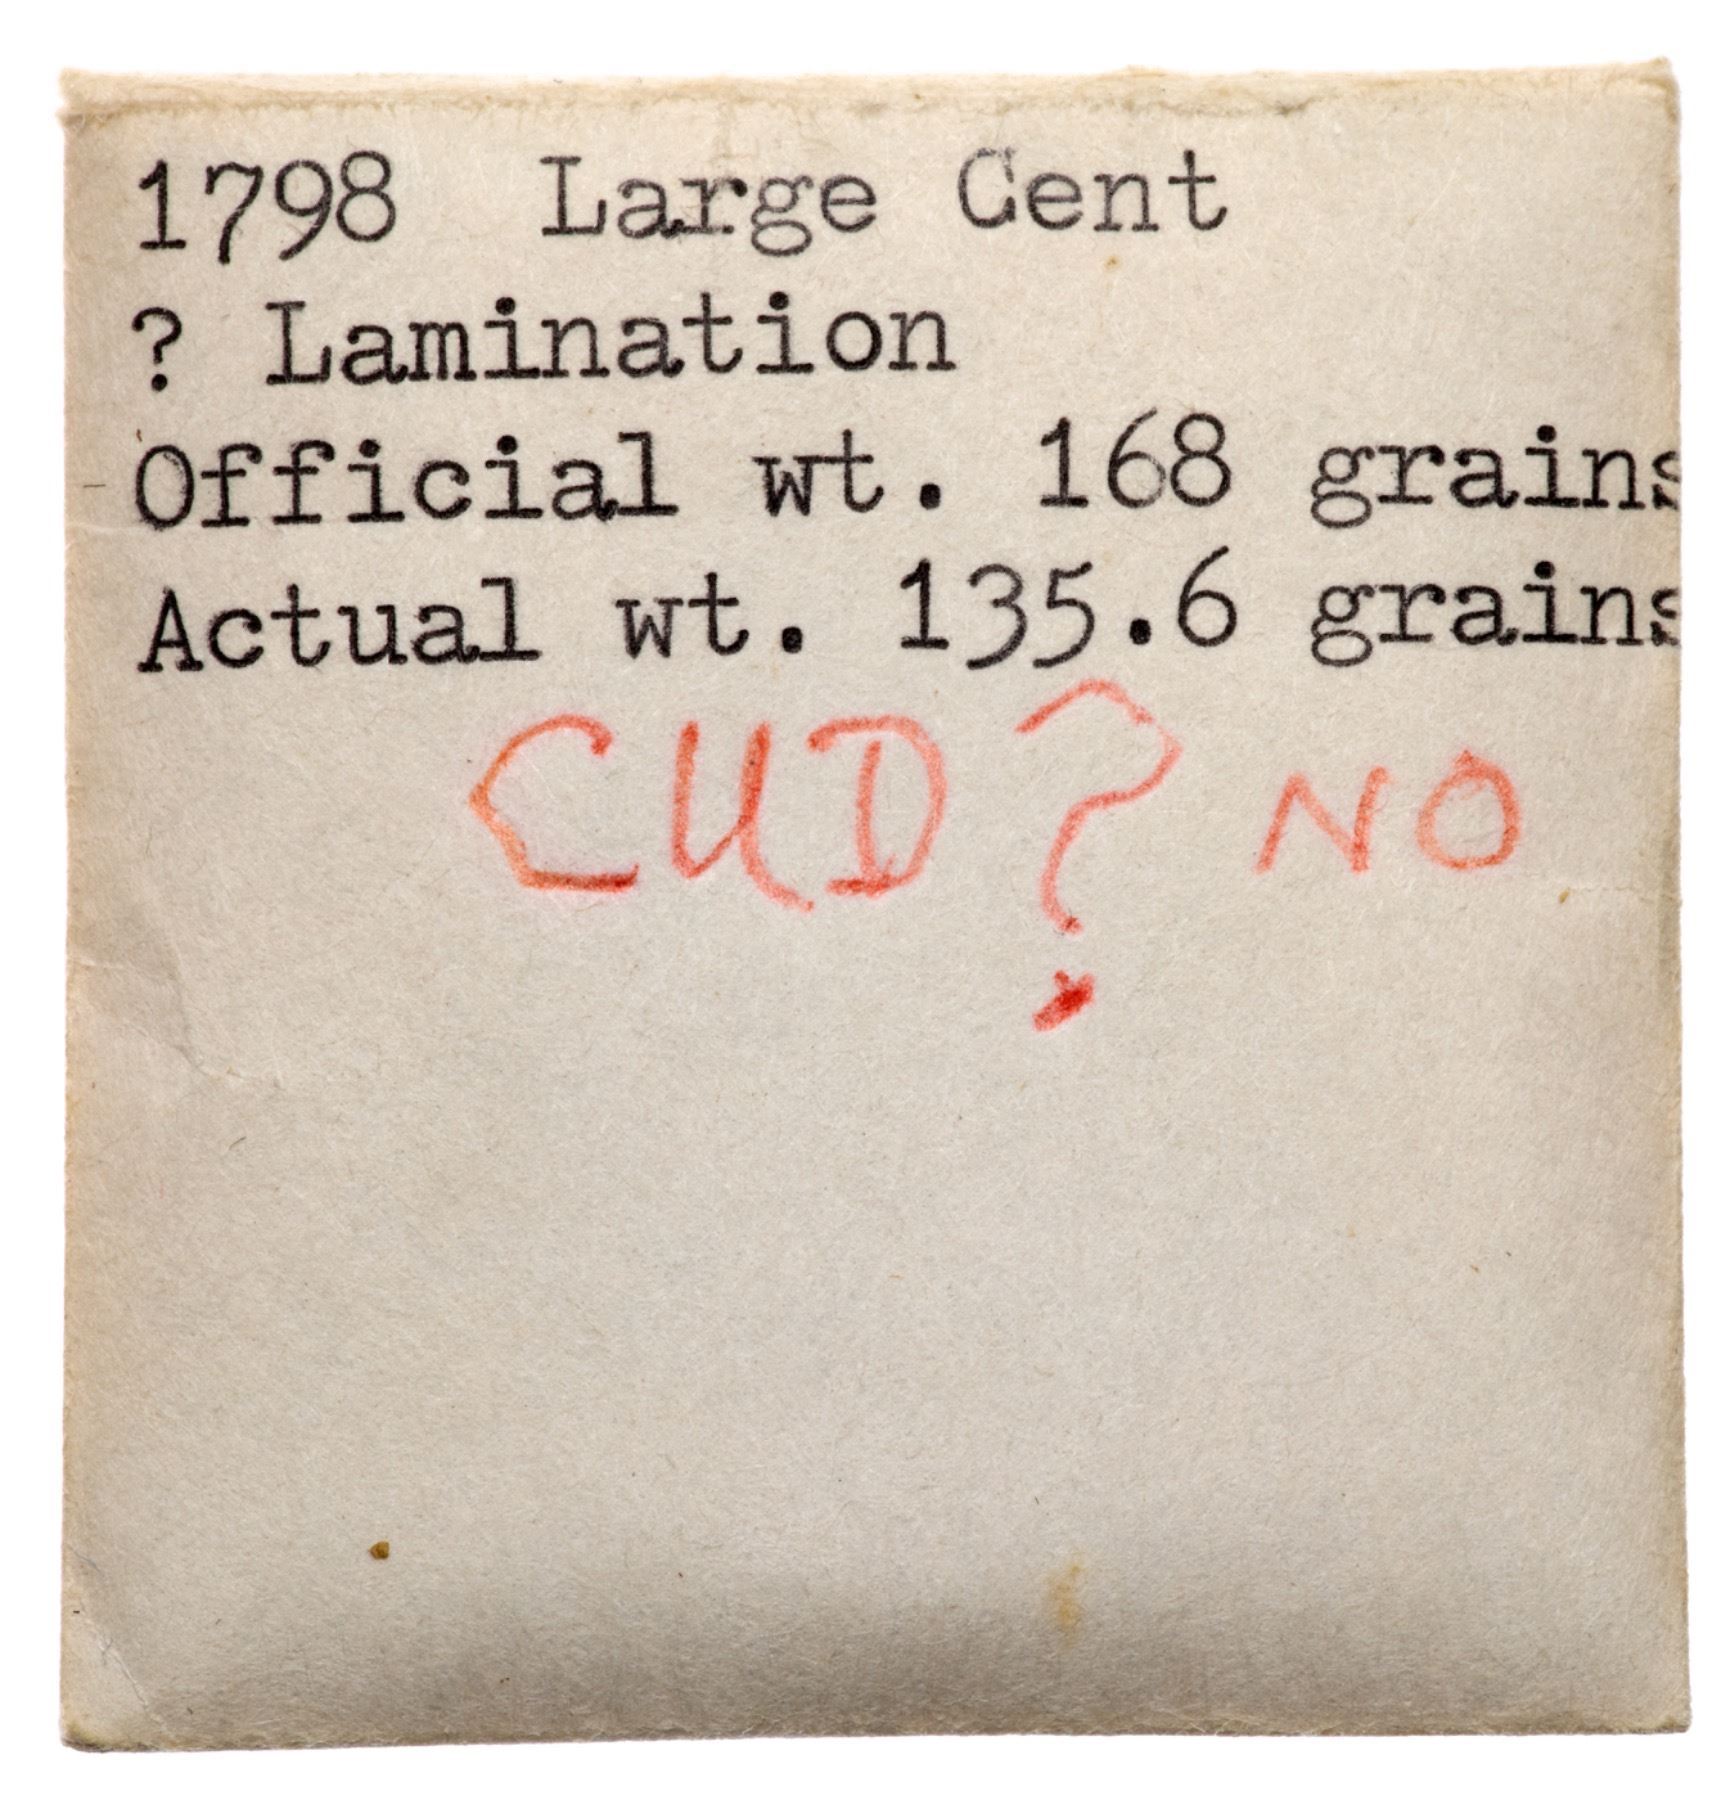 1798 Large Cent
? Lamination
Official wt. 168 grains
Actual wt. 135.6 grains
CUD? NO